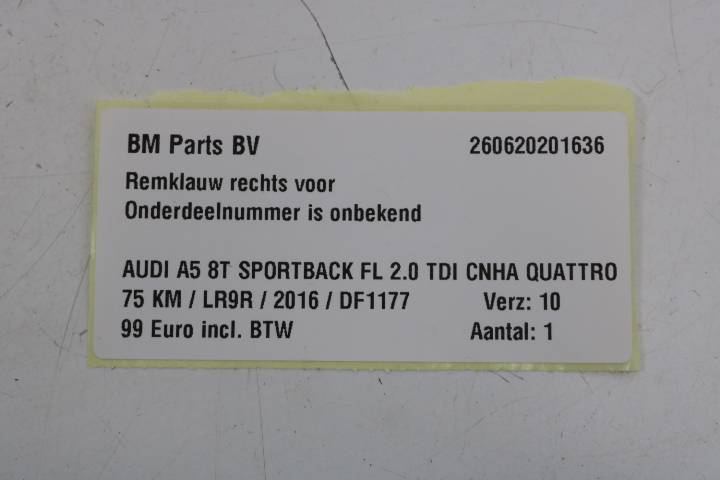 BM Parts BV 260620201636
Remklauw rechts voor
Onderdeelnummer is onbekend
AUDI A5 8T SPORTBACK FL 2.0 TDI CNHA QUATTRO
75 KM / LR9R / 2016 / DF1177 Verz: 10
99 Euro incl. BTW Aantal: 1